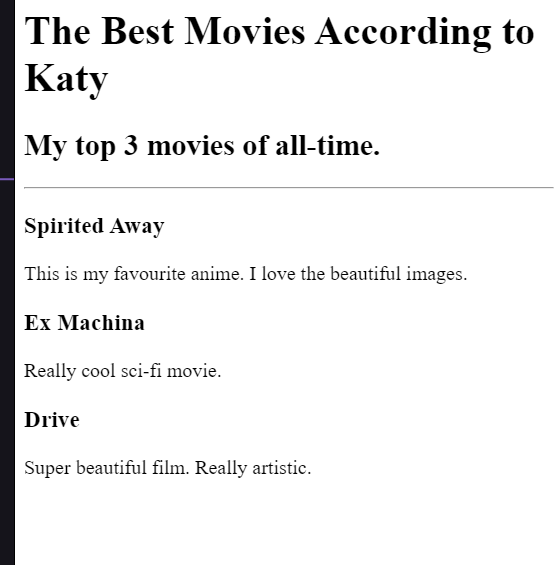 The Best Movies According to
Katy
My top 3 movies of all-time.
Spirited Away
This is my favourite anime. I love the beautiful images.
Ex Machina
Really cool sci-fi movie.
Drive
Super beautiful film. Really artistic.